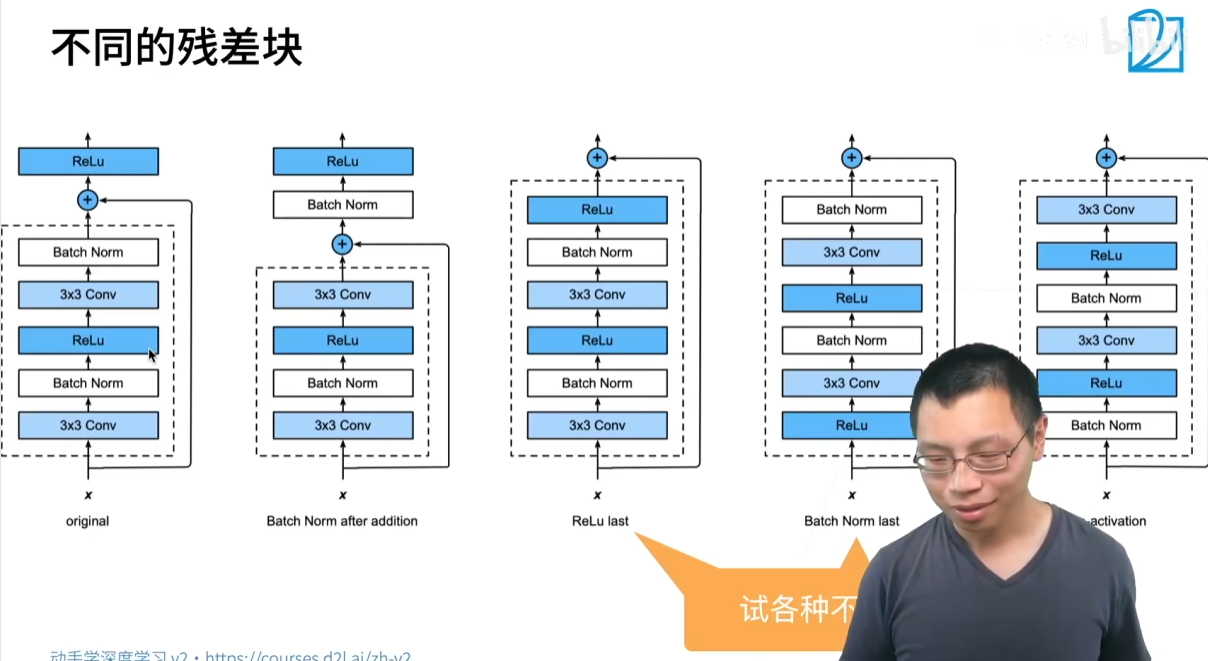 不同的残差块
ReLu
Batch Norm
3x3 Conv
ReLu
Batch Norm
3x3 Conv
x
original
ReLu
Batch Norm
3x3 Conv
ReLu
Batch Norm
3x3 Conv
x
Batch Norm after addition
ReLu
Batch Norm
3x3 Conv
ReLu
Batch Norm
3x3 Conv
x
ReLu last
Batch Norm
3x3 Conv
ReLu
Batch Norm
3x3 Conv
ReLu
x
Batch Norm last
3x3 Conv
ReLu
Batch Norm
3x3 Conv
ReLu
Batch Norm
x
-activation
试各种不
动手学深度学习 v2 · https://courses.d2l.ai/zh-v2